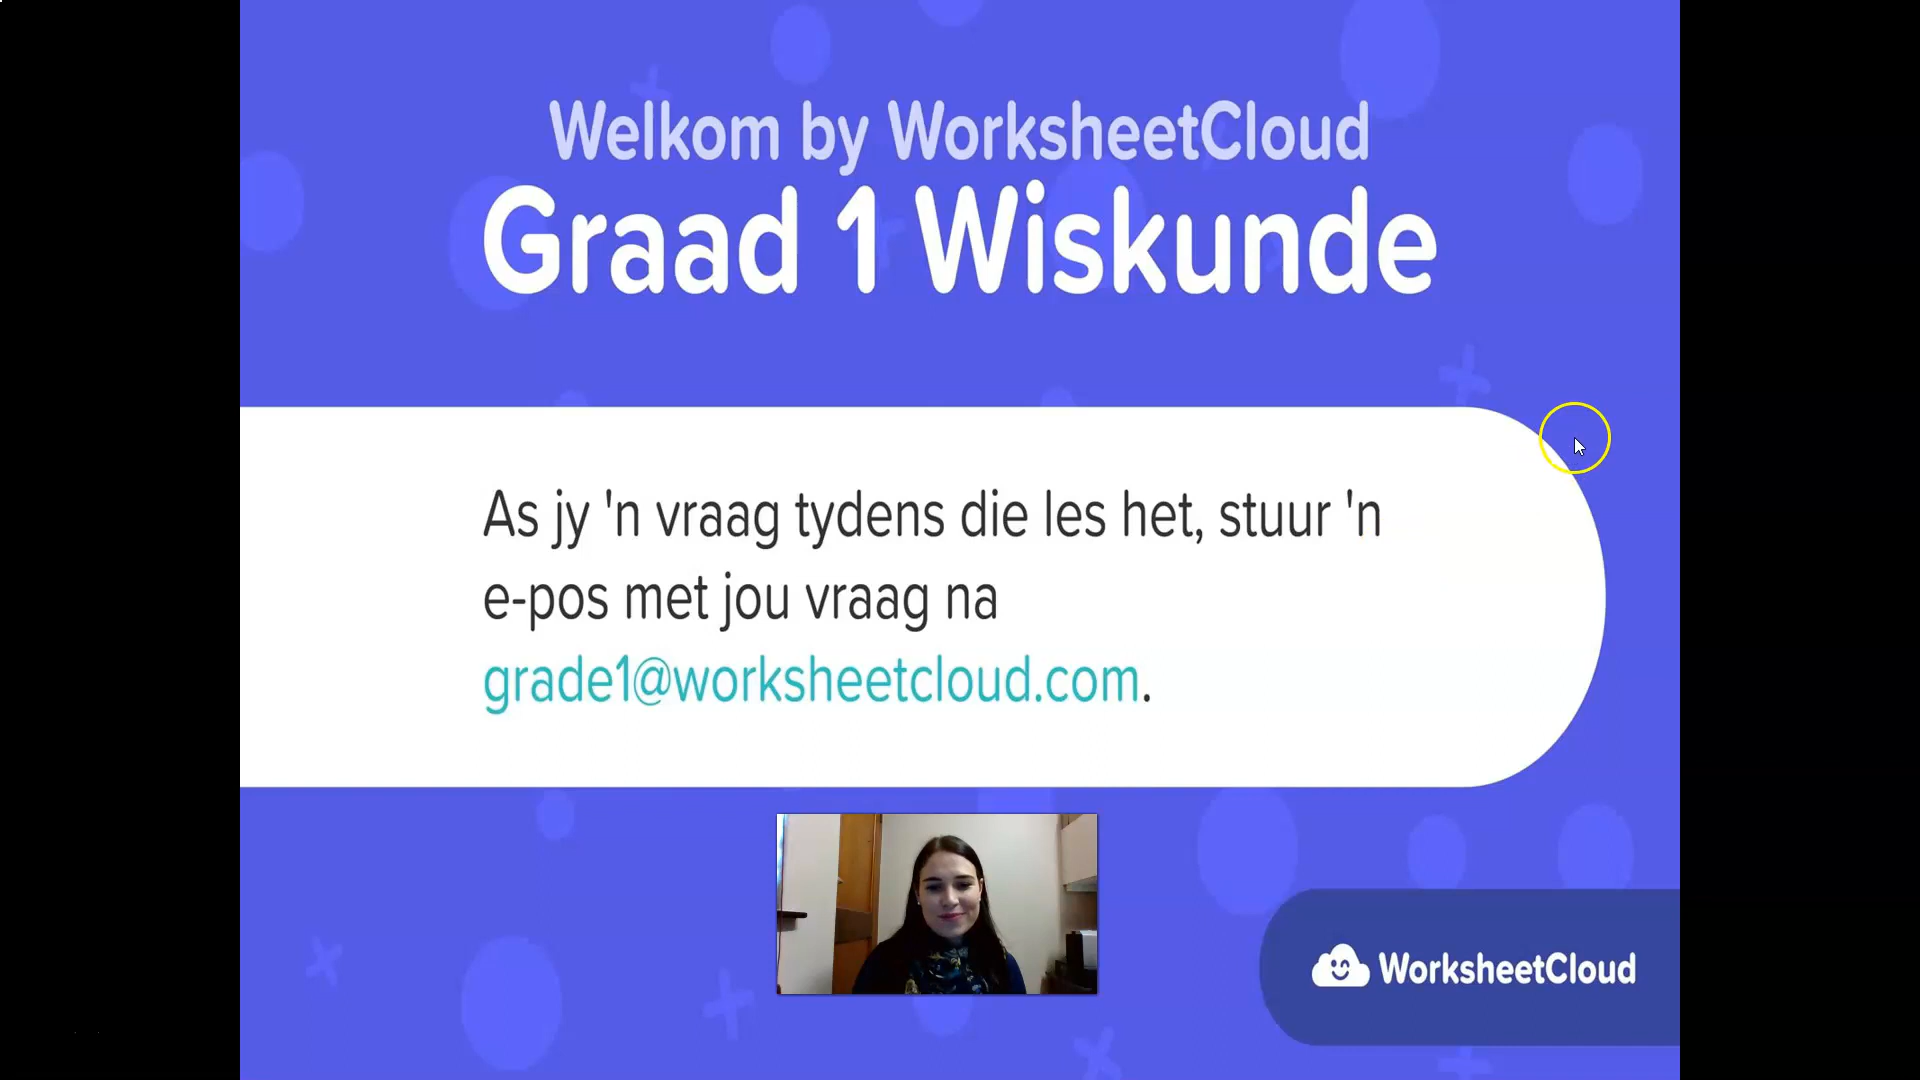 Welkom by WorksheetCloud
Graad 1 Wiskunde
As jy 'n vraag tydens die les het, stuur 'n
e-pos met jou vraag na
grade1@worksheetcloud.com.
WorksheetCloud